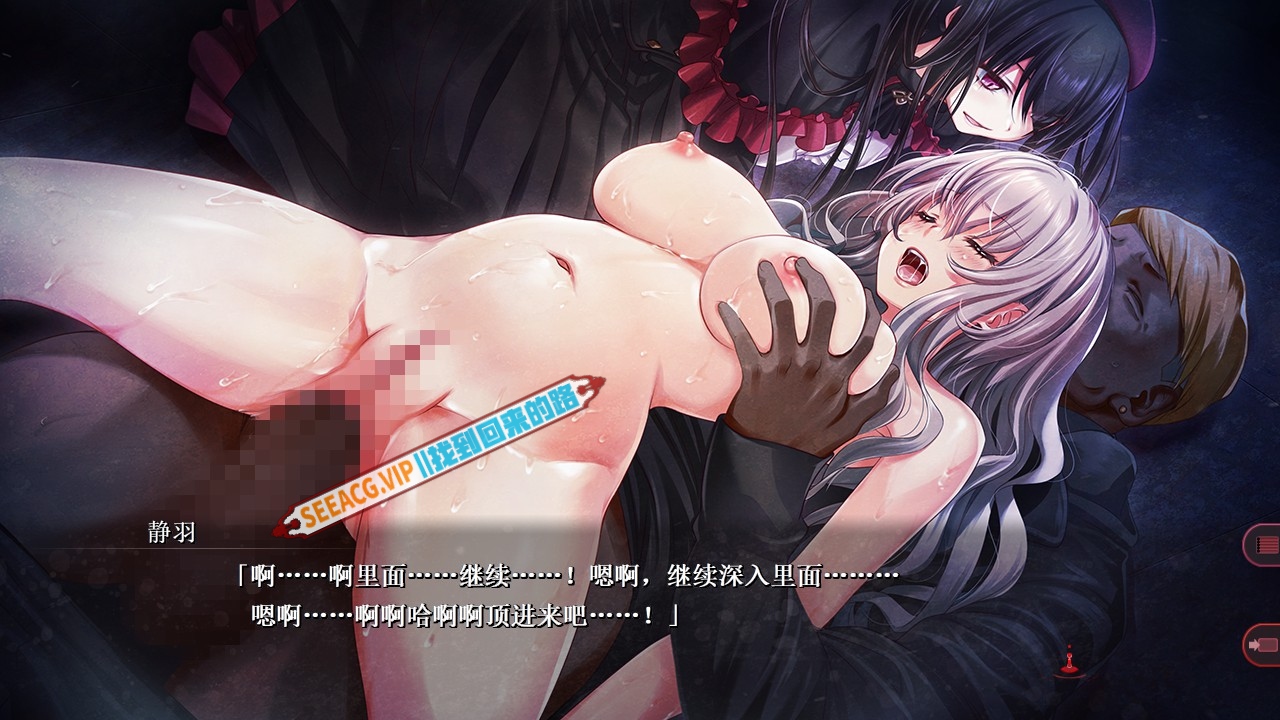 SEEACG.VIP||找到回来的路
静羽
「啊……啊里面……继续……！嗯啊，继续深入里面………
嗯啊……啊啊哈啊啊顶进来吧……！」